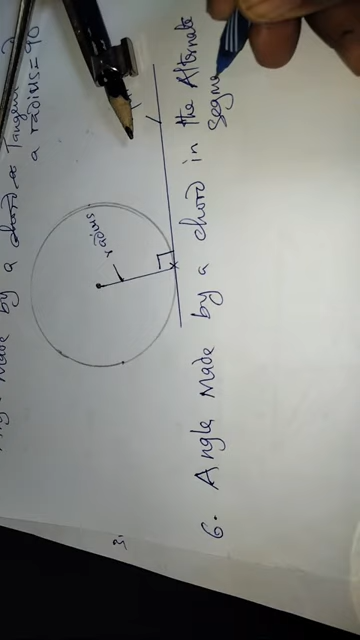 Made by a chord & Tangent
a radius = 90
radius
6. Angle Made by a chord in the Alternate
Segme